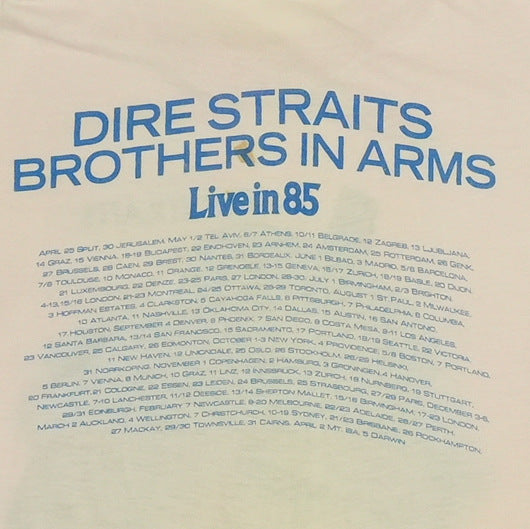 DIRE STRAITS
BROTHERS IN ARMS
Live in 85
APRIL 25 SPLIT, 30 JERUSALEM, MAY 1/2 TEL AVIV, 6/7 ATHENS, 10/11 BELGRADE, 12 ZAGREB, 13 LJUBLJANA,
14 GRAZ, 15 VIENNA, 18-19 BUDAPEST, 22 EINDHOVEN, 23 ARNHEM, 24 AMSTERDAM, 25 ROTTERDAM, 26 GENK,
27 BRUSSELS, 28 CAEN, 29 BREST, 30 NANTES, 31 BORDEAUX, JUNE 1 BILBAO, 3 MADRID, 5/6 BARCELONA,
7/8 TOULOUSE, 10 MONACO, 11 ORANGE, 12 GRENOBLE, 13-15 GENEVA, 16/17 ZURICH, 18/19 BASLE, 20 DIJON,
21 LUXEMBOURG, 22 DEINZE, 23-25 PARIS, 27 LONDON, 28-30, JULY 1 BIRMINGHAM, 2/3 BRIGHTON,
4-13,15/16 LONDON, 21-23 MONTREAL, 24/25 OTTAWA, 26-29 TORONTO, AUGUST 1 ST. PAUL, 2 MILWAUKEE,
3 HOFFMAN ESTATES, 4 CLARKSTON, 5 CAYAHOGA FALLS, 6 PITTSBURGH, 7 PHILADELPHIA, 8 COLUMBIA,
10 ATLANTA, 11 NASHVILLE, 13 OKLAHOMA CITY, 14 DALLAS, 15 AUSTIN, 16 SAN ANTONIO,
17 HOUSTON, SEPTEMBER 4 DENVER, 6 PHOENIX, 7 SAN DIEGO, 8 COSTA MESA, 9-11 LOS ANGELES,
12 SANTA BARBARA, 13/14 SAN FRANCISCO, 15 SACRAMENTO, 17 PORTLAND, 18/19 SEATTLE, 22 VICTORIA,
23 VANCOUVER, 25 CALGARY, 26 EDMONTON, OCTOBER 1-3 NEW YORK, 4 PROVIDENCE, 5/6 BOSTON, 7 PORTLAND,
11 NEW HAVEN, 12 UNIONDALE, 25 OSLO, 26 STOCKHOLM, 28/29 HELSINKI,
31 NORRKOPING, NOVEMBER 1 COPENHAGEN, 2 HAMBURG, 3 GRONINGEN, 4 HANOVER,
5 BERLIN, 7 VIENNA, 8 MUNICH, 10 GRAZ, 11 LINZ, 12 INNSBRUCK, 13 ZURICH, 18 NURNBERG, 19 STUTTGART,
20 FRANKFURT, 21 COLOGNE, 22 ESSEN, 23 LEIDEN, 24 BRUSSELS, 25 STRASBOURG, 27/28 PARIS, DECEMBER 3-6,
NEWCASTLE, 7-10 LANCHESTER, 11/12 DEESIDE, 13/14 SHEPTON MALLET, 15/16 BIRMINGHAM, 17-23 LONDON,
29/31 EDINBURGH, FEBRUARY 7 NEWCASTLE, 8-20 MELBOURNE, 22/23 ADELAIDE, 26/27 PERTH,
MARCH 2 AUCKLAND, 4 WELLINGTON, 7 CHRISTCHURCH, 10-19 SYDNEY, 21/23 BRISBANE, 26 ROCKHAMPTON,
27 MACKAY, 29/30 TOWNSVILLE, 31 CAIRNS, APRIL 2 MT. ISA, 5 DARWIN